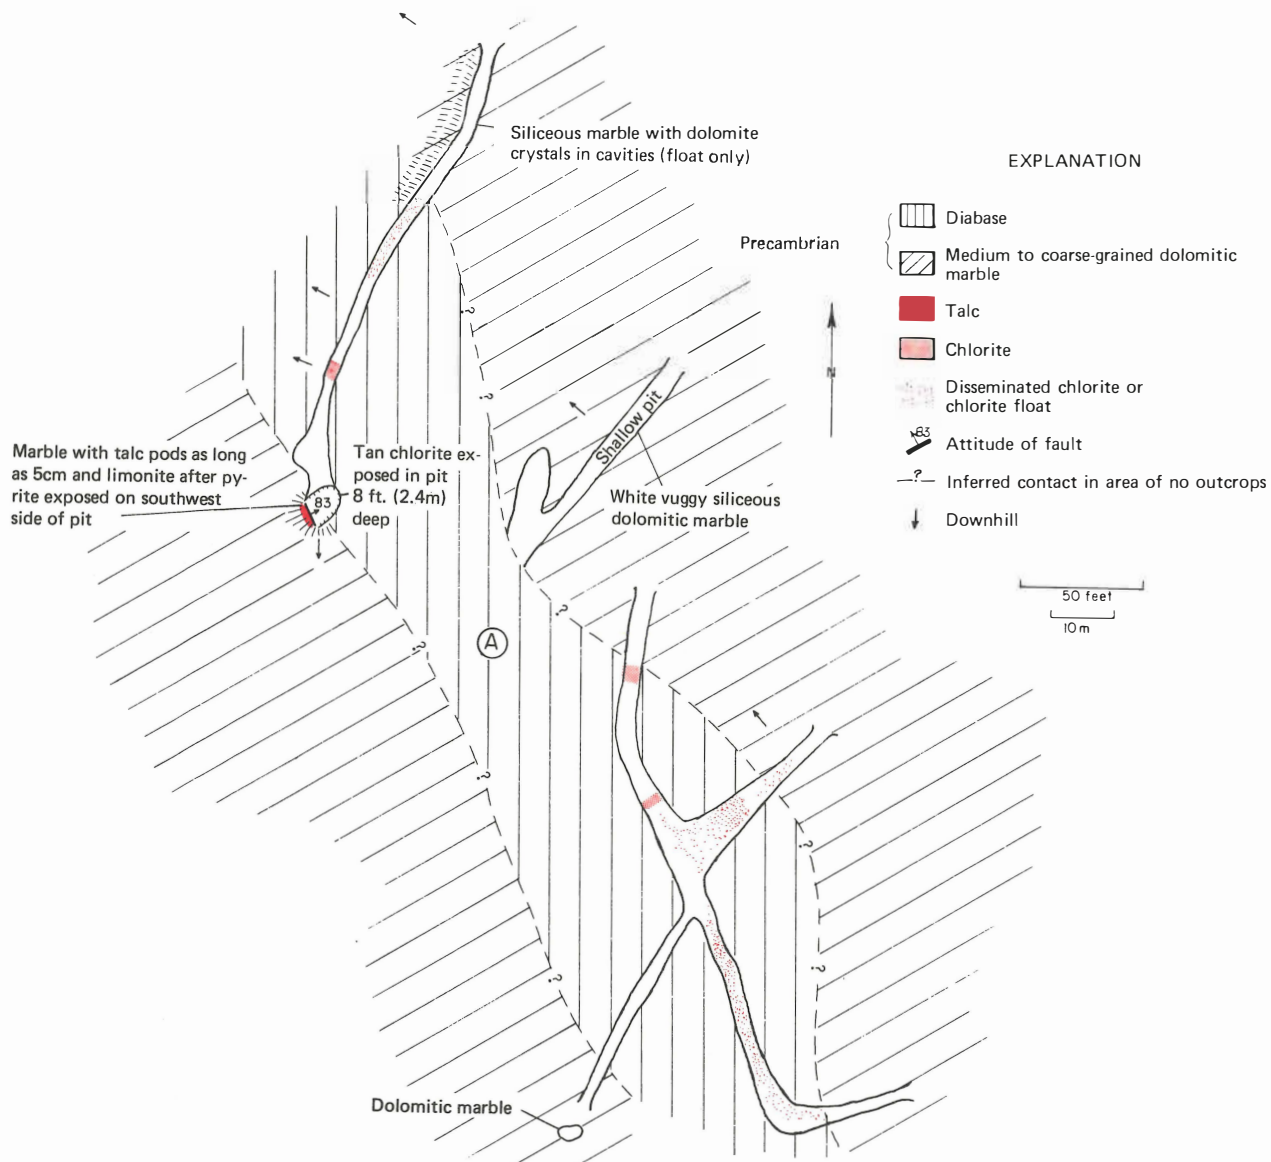 Siliceous marble with dolomite
crystals in cavities (float only)
EXPLANATION
Precambrian
Diabase
Medium to coarse-grained dolomitic
marble
Talc
Chlorite
Disseminated chlorite or
chlorite float
83
Attitude of fault
?
Inferred contact in area of no outcrops
Downhill
N
50 feet
10 m
?
?
Shallow pit
Marble with talc pods as long
as 5cm and limonite after py-
rite exposed on southwest
side of pit
Tan chlorite ex-
posed in pit
8 ft. (2.4m)
deep
83
White vuggy siliceous
dolomitic marble
?
A
?
?
?
?
?
Dolomitic marble